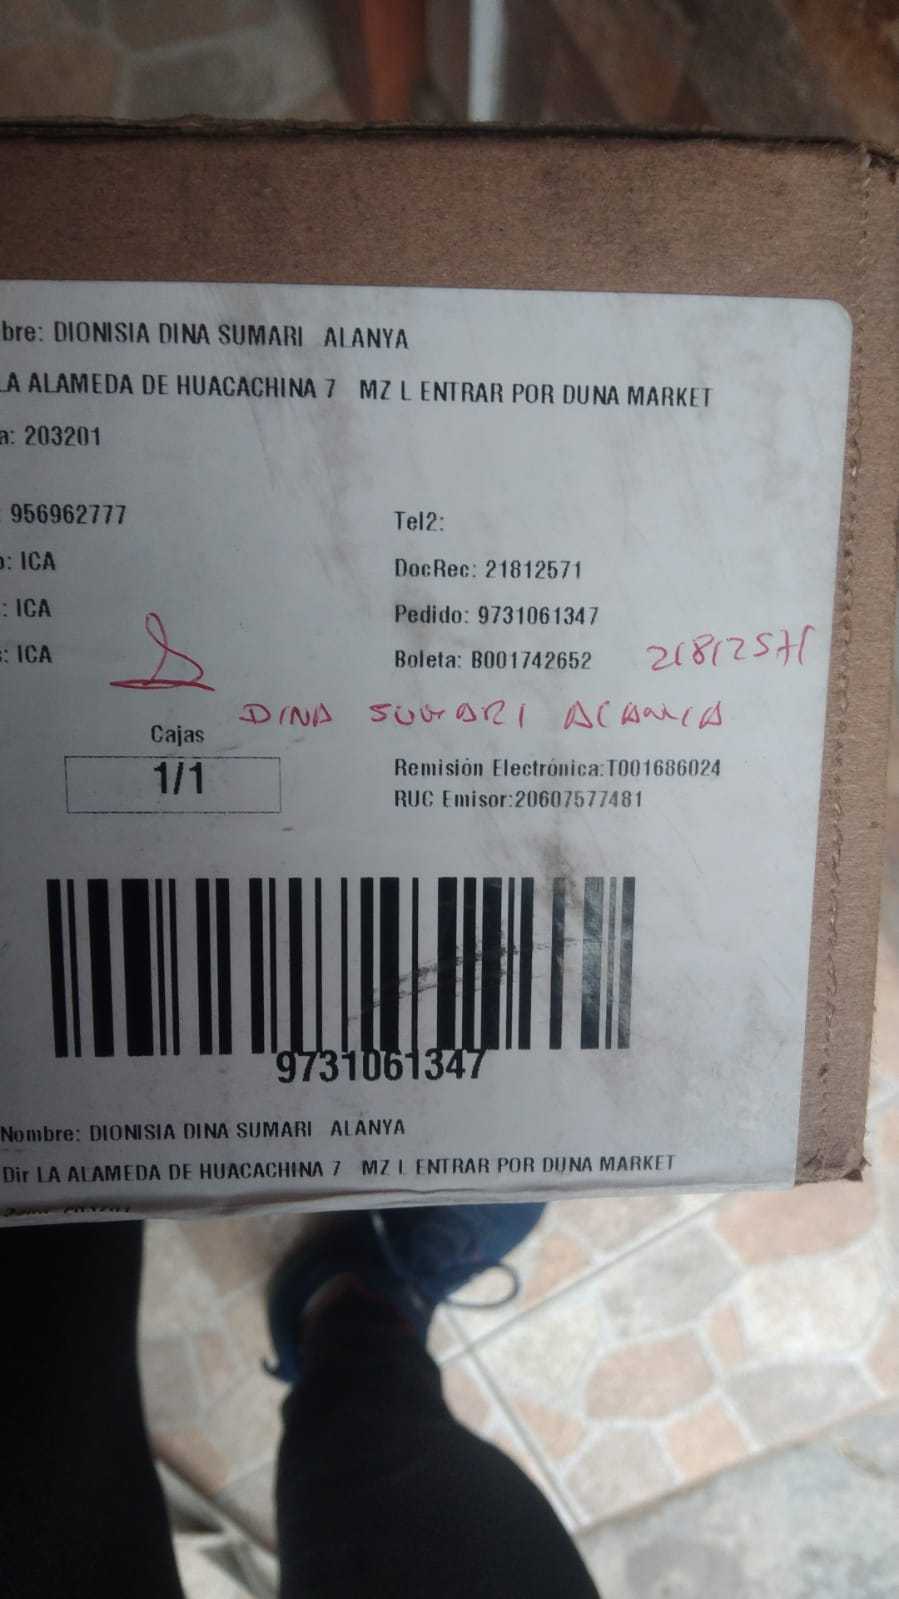 bre: DIONISIA DINA SUMARI ALANYA
LA ALAMEDA DE HUACACHINA 7 MZ L ENTRAR POR DUNA MARKET
a: 203201
: 956962777
Tel2:
o: ICA
DocRec: 21812571
: ICA
Pedido: 9731061347
s: ICA
Boleta: B001742652
21812571
DINA SUMARI ALANIA
Cajas
1/1
Remisión Electrónica:T001686024
RUC Emisor:20607577481
9731061347
Nombre: DIONISIA DINA SUMARI ALANYA
Dir LA ALAMEDA DE HUACACHINA 7 MZ L ENTRAR POR DUNA MARKET